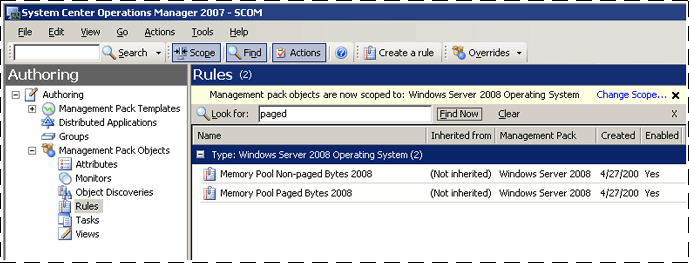 System Center Operations Manager 2007 - SCOM
File Edit View Go Actions Tools Help
Search Scope Find Actions Create a rule Overrides
Authoring
Authoring
Management Pack Templates
Distributed Applications
Groups
Management Pack Objects
Attributes
Monitors
Object Discoveries
Rules
Tasks
Views
Rules (2)
Management pack objects are now scoped to: Windows Server 2008 Operating System Change Scope... x
Look for: paged Find Now Clear X
Name Inherited from Management Pack Created Enabled
Type: Windows Server 2008 Operating System (2)
Memory Pool Non-paged Bytes 2008 (Not inherited) Windows Server 2008 4/27/200 Yes
Memory Pool Paged Bytes 2008 (Not inherited) Windows Server 2008 4/27/200 Yes